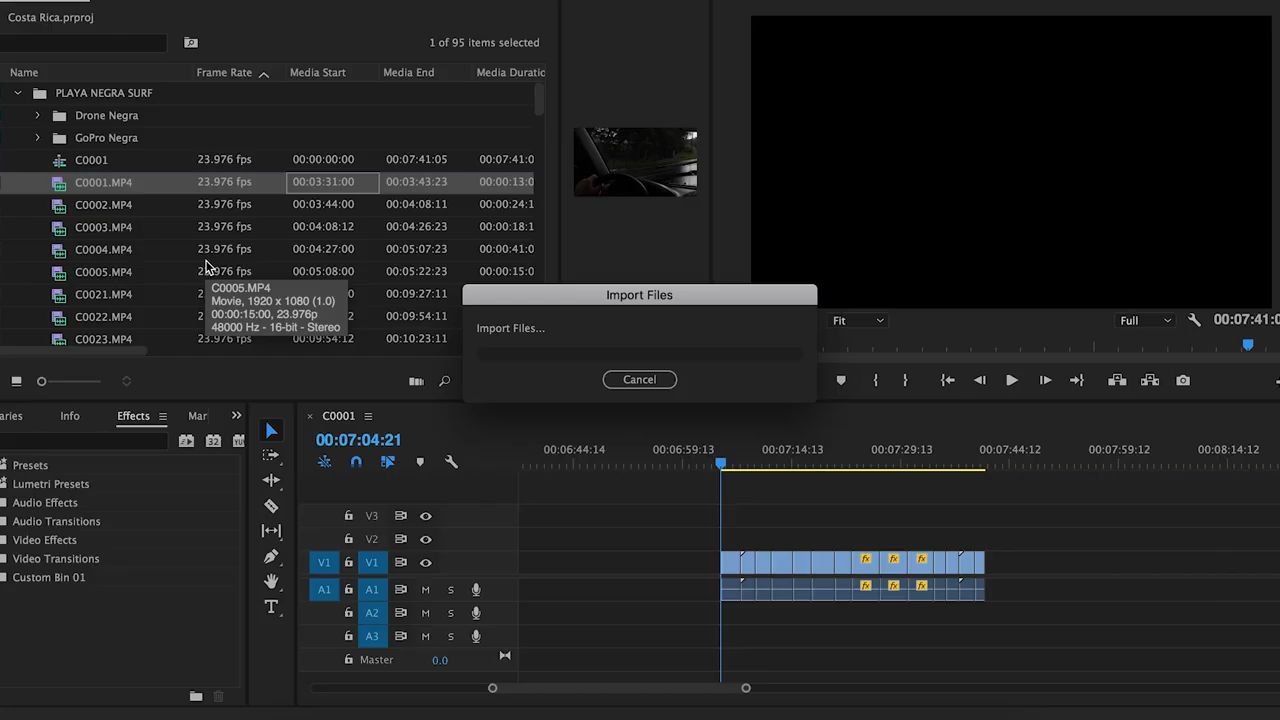 Costa Rica.prproj
1 of 95 items selected
Name Frame Rate Media Start Media End Media Duratio
PLAYA NEGRA SURF
Drone Negra
GoPro Negra
C0001 23.976 fps 00:00:00:00 00:07:41:05 00:07:41:0
C0001.MP4 23.976 fps 00:03:31:00 00:03:43:23 00:00:13:0
C0002.MP4 23.976 fps 00:03:44:00 00:04:08:11 00:00:24:1
C0003.MP4 23.976 fps 00:04:08:12 00:04:26:23 00:00:18:1
C0004.MP4 23.976 fps 00:04:27:00 00:05:07:23 00:00:41:0
C0005.MP4 23.976 fps 00:05:08:00 00:05:22:23 00:00:15:0
C0021.MP4 00:09:27:11
C0022.MP4 00:09:54:11
C0023.MP4 23.976 fps 00:09:54:12 00:10:23:11
C0005.MP4
Movie, 1920 x 1080 (1.0)
00:00:15:00, 23.976p
48000 Hz - 16-bit - Stereo
Import Files
Import Files...
Cancel
Fit Full 00:07:41:0
aries Info Effects Mar
32
Presets
Lumetri Presets
Audio Effects
Audio Transitions
Video Effects
Video Transitions
Custom Bin 01
C0001
00:07:04:21
00:06:44:14 00:06:59:13 00:07:14:13 00:07:29:13 00:07:44:12 00:07:59:12 00:08:14:12
V3
V2
V1 V1 fx fx fx
A1 A1 M S fx fx fx
A2 M S
A3 M S
Master 0.0